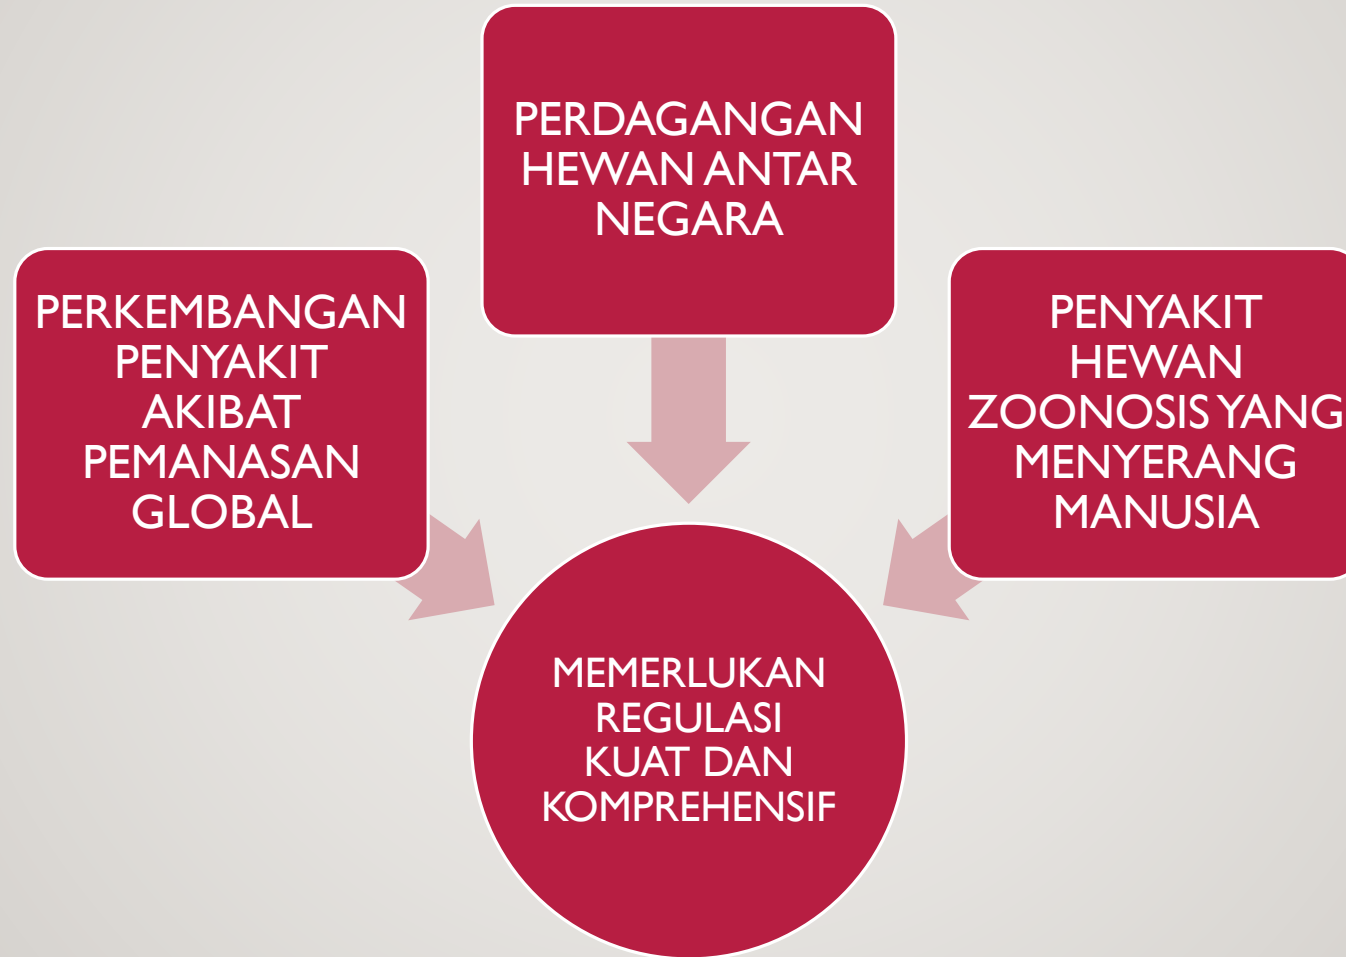 PERDAGANGAN
HEWAN ANTAR
NEGARA
PERKEMBANGAN
PENYAKIT
AKIBAT
PEMANASAN
GLOBAL
PENYAKIT
HEWAN
ZOONOSIS YANG
MENYERANG
MANUSIA
MEMERLUKAN
REGULASI
KUAT DAN
KOMPREHENSIF